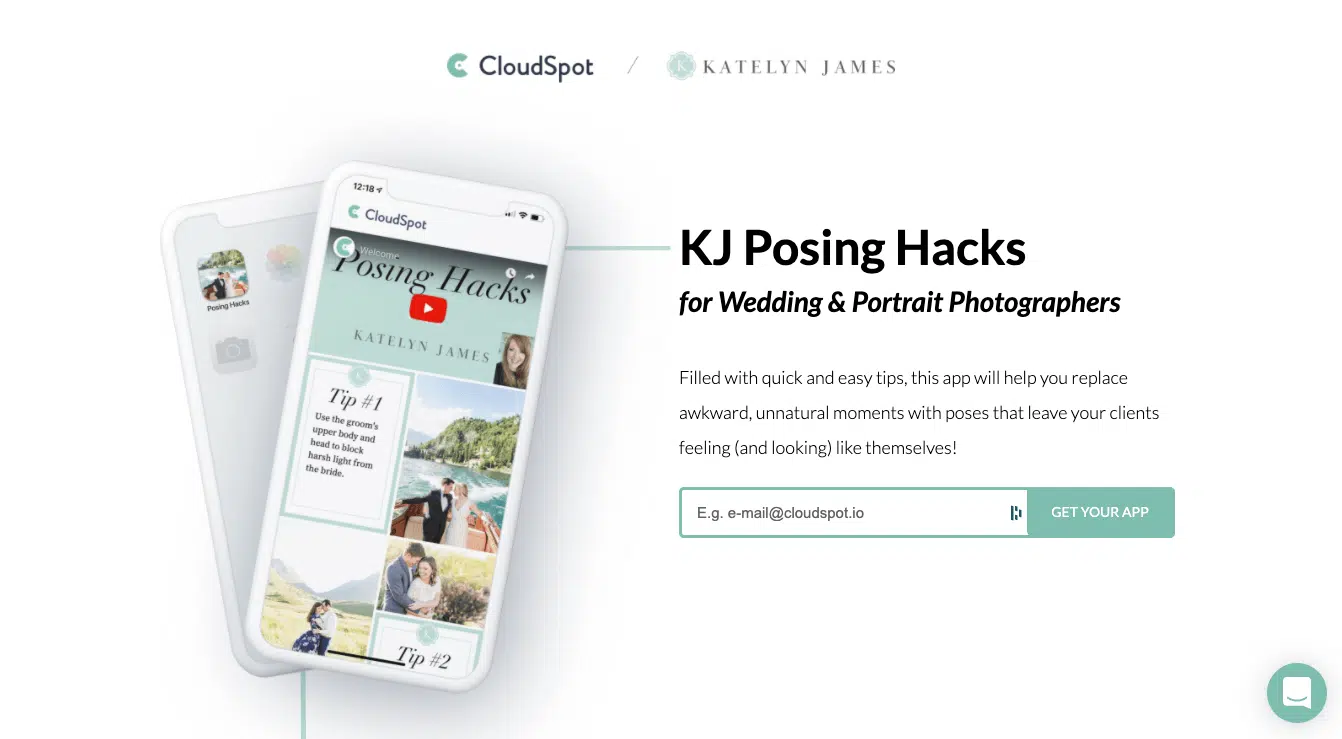 CloudSpot / KATELYN JAMES
12:18
CloudSpot
Welcome
Posing Hacks
KATELYN JAMES
Posing Hacks
K
Tip #1
Use the groom's
upper body and
head to block
harsh light from
the bride.
K
Tip #2
KJ Posing Hacks
for Wedding & Portrait Photographers
Filled with quick and easy tips, this app will help you replace
awkward, unnatural moments with poses that leave your clients
feeling (and looking) like themselves!
E.g. e-mail@cloudspot.io
GET YOUR APP